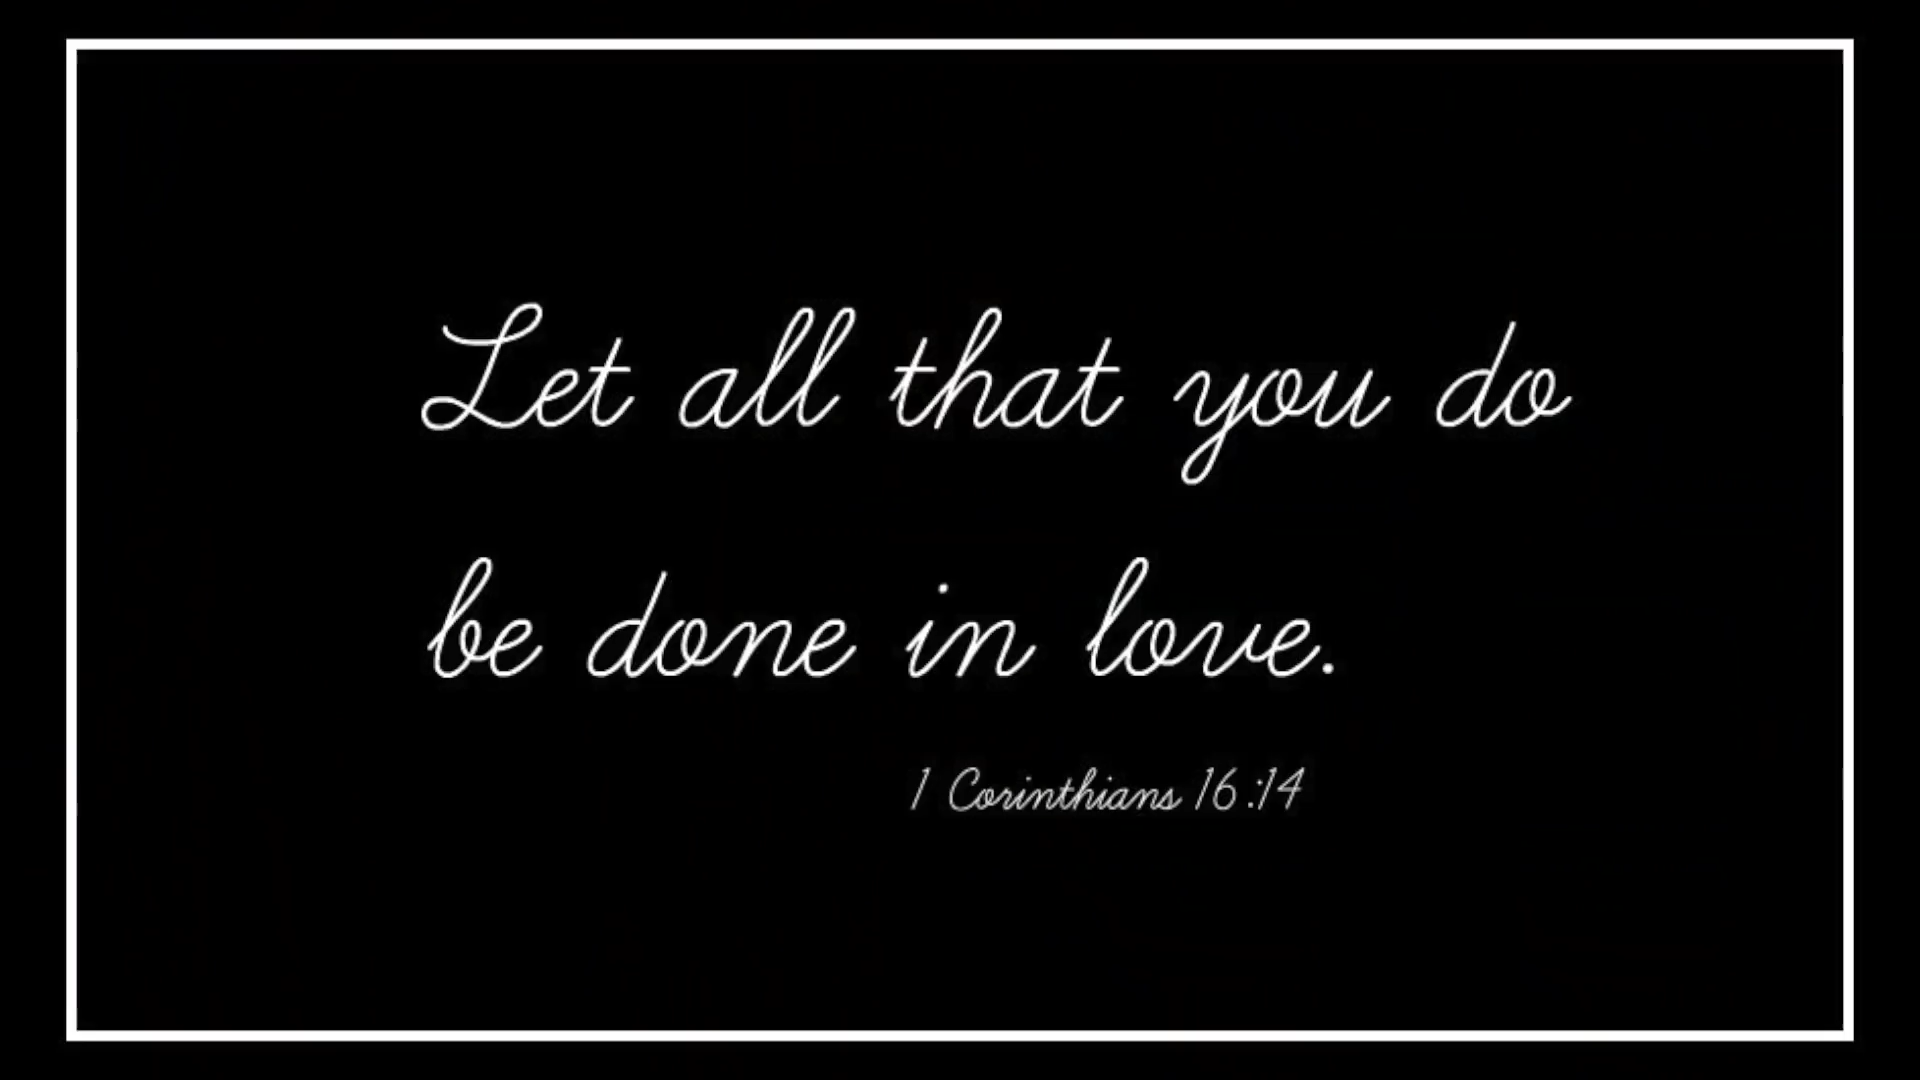 Let all that you do
be done in love.
1 Corinthians 16:14